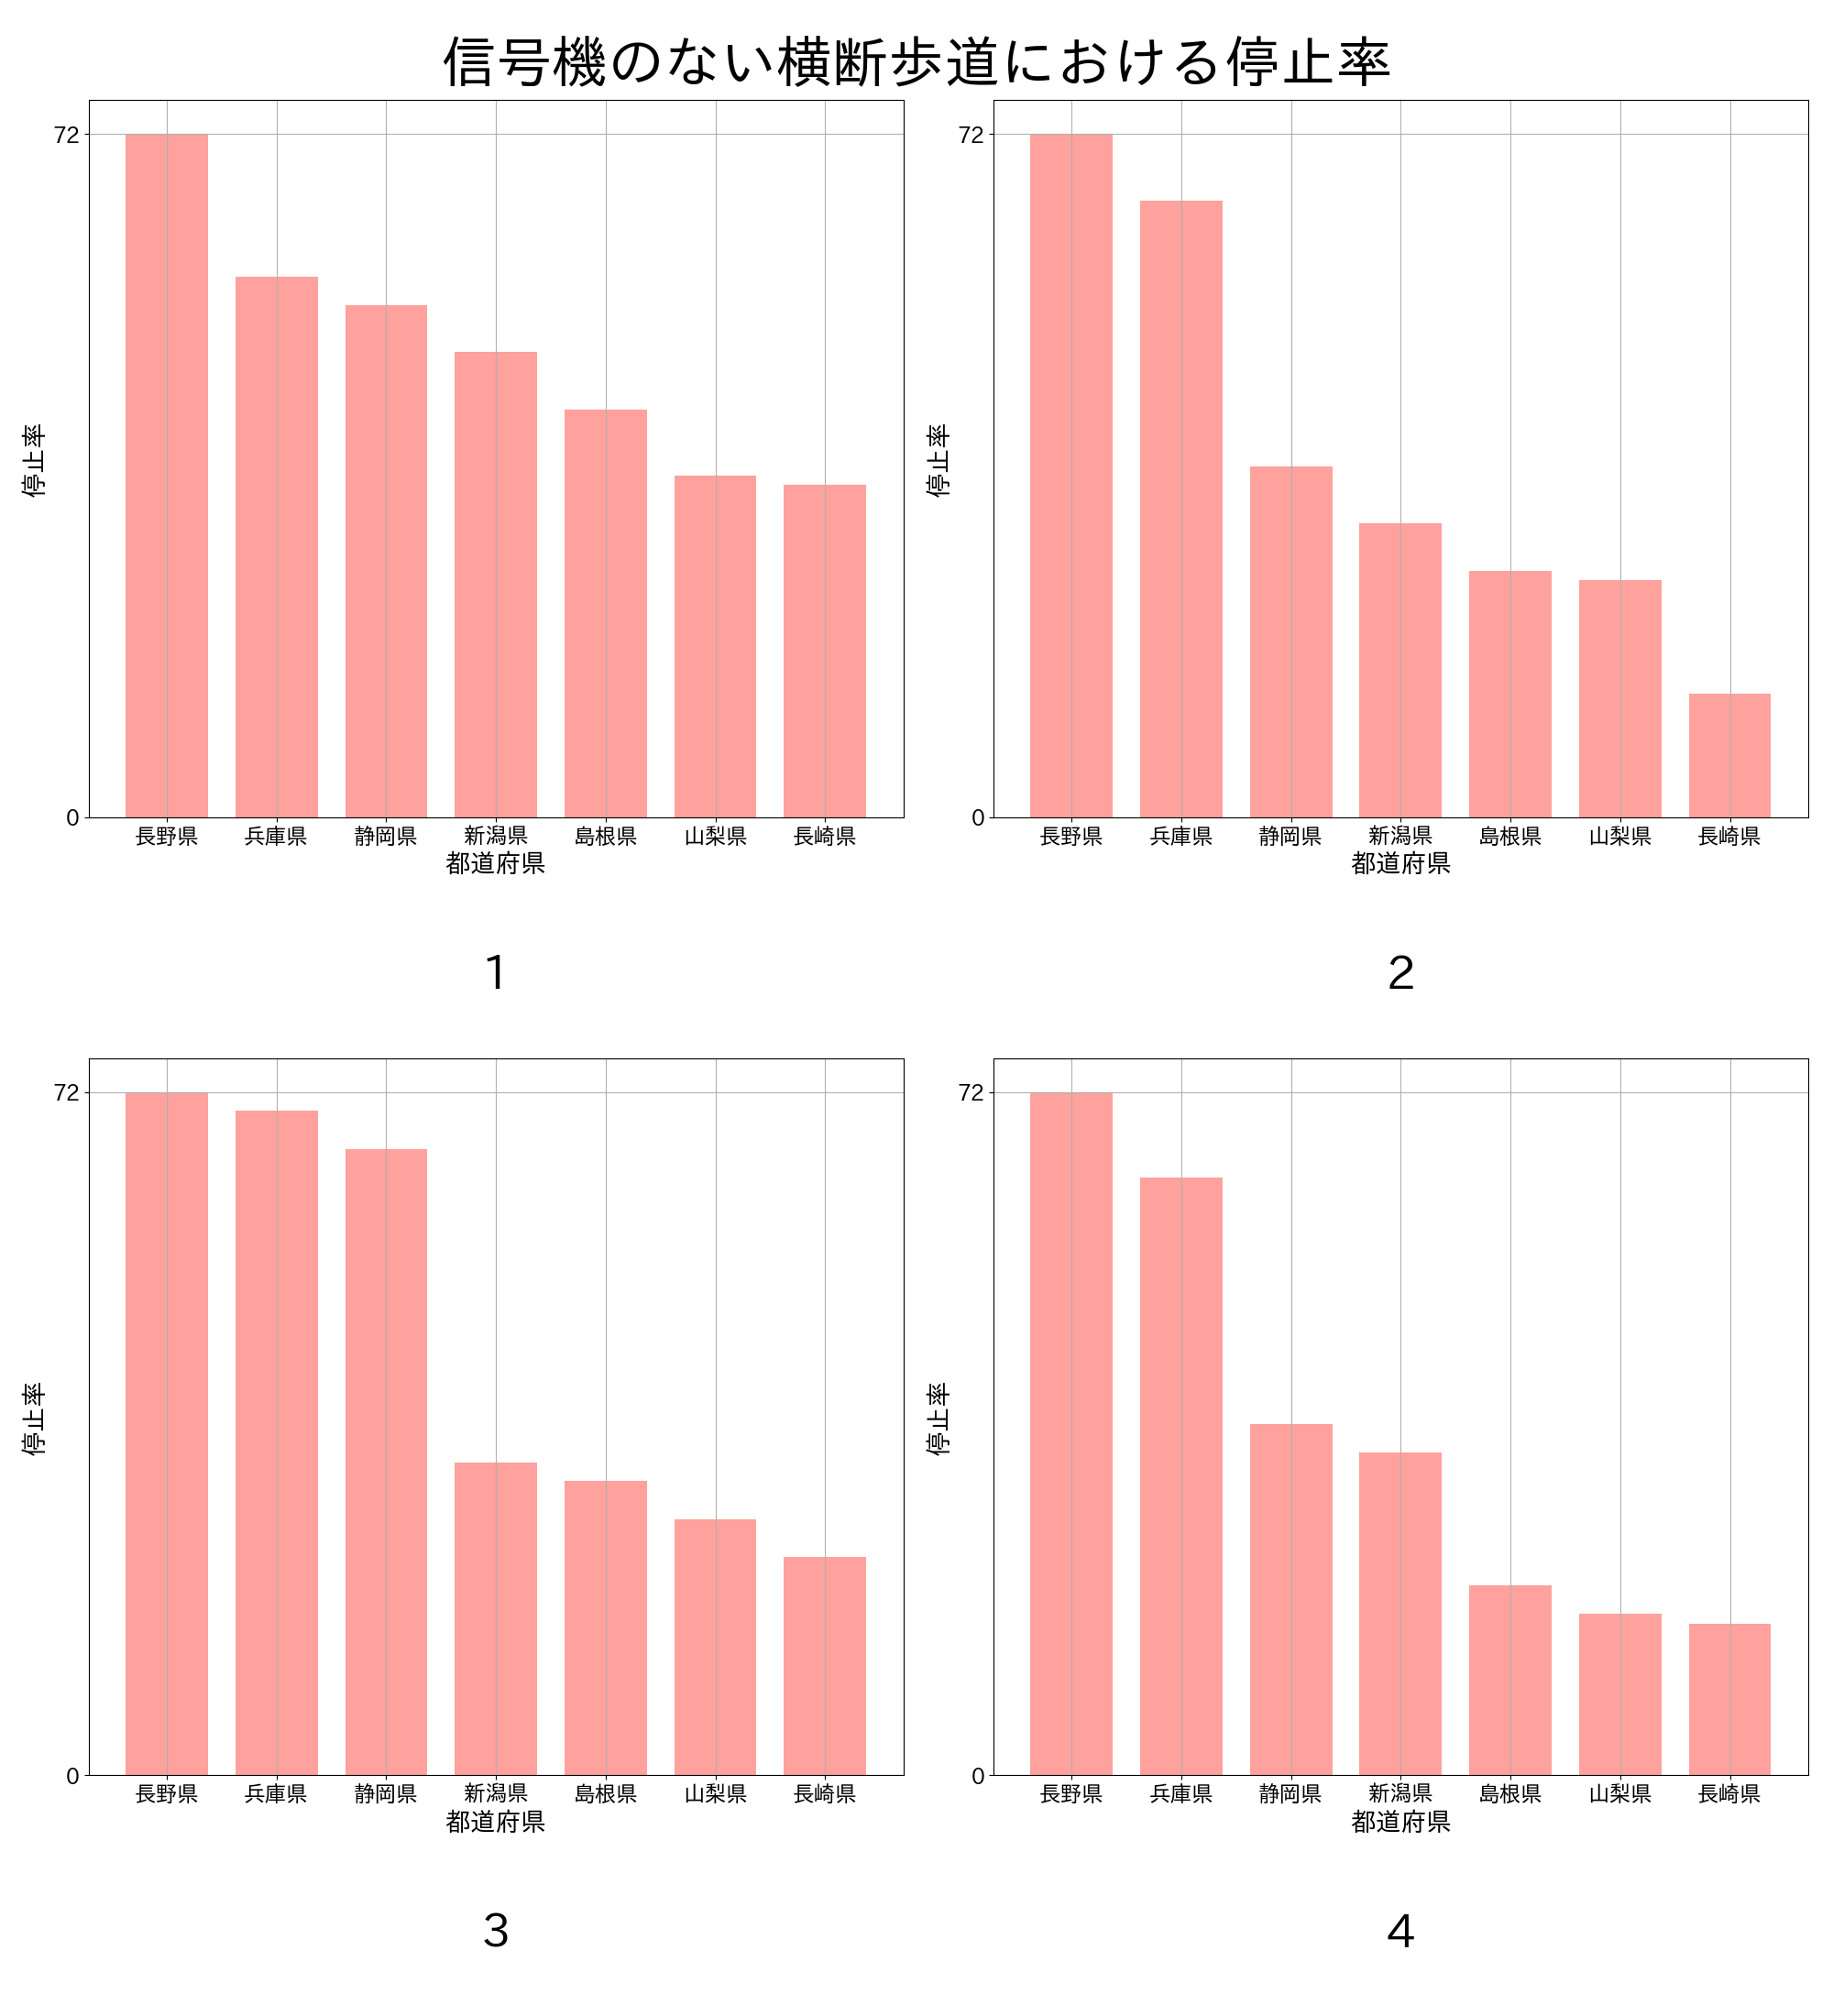 信号機のない横断歩道における停止率
72
0
停止率
長野県 兵庫県 静岡県 新潟県 島根県 山梨県 長崎県
都道府県
1
72
0
停止率
長野県 兵庫県 静岡県 新潟県 島根県 山梨県 長崎県
都道府県
2
72
0
停止率
長野県 兵庫県 静岡県 新潟県 島根県 山梨県 長崎県
都道府県
3
72
0
停止率
長野県 兵庫県 静岡県 新潟県 島根県 山梨県 長崎県
都道府県
4